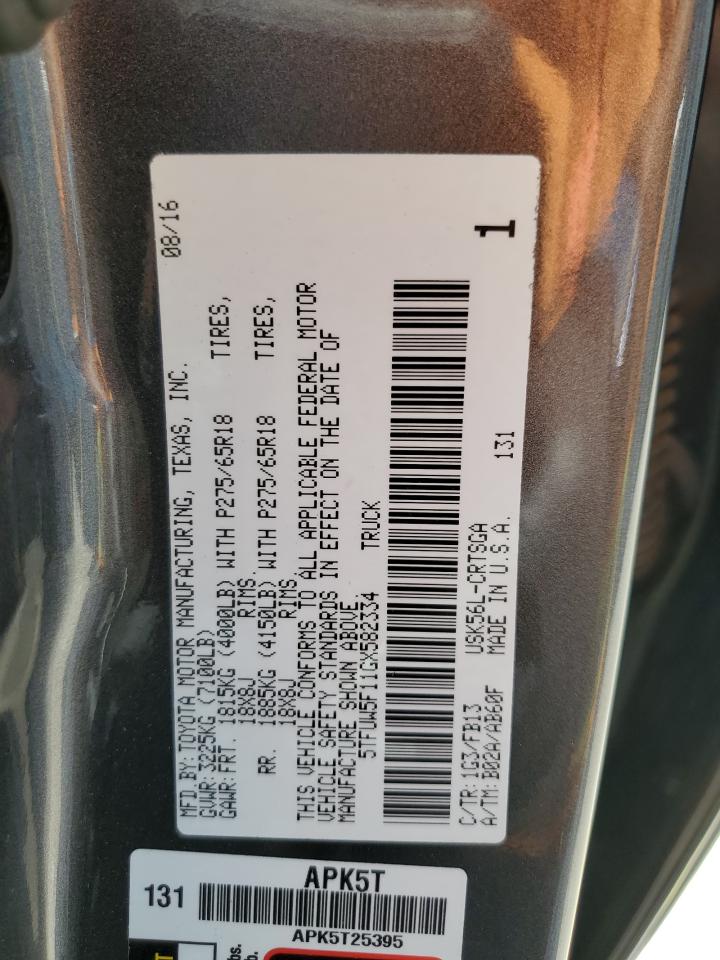 MFD.BY: TOYOTA MOTOR MANUFACTURING, TEXAS, INC. 08/16
GVWR: 3225KG (7100LB)
GAWR: FRT. 1815KG (4000LB) WITH P275/65R18 TIRES,
18X8J RIMS.
RR. 1885KG (4150LB) WITH P275/65R18 TIRES,
18X8J RIMS.
THIS VEHICLE CONFORMS TO ALL APPLICABLE FEDERAL MOTOR
VEHICLE SAFETY STANDARDS IN EFFECT ON THE DATE OF
MANUFACTURE SHOWN ABOVE
5TFUW5F11GX582334 TRUCK
1
C/TR: 1G3/FB13 USK56L-CRTSGA 131
A/TM: B02A/AB60F MADE IN U.S.A.
131
APK5T
APK5T25395